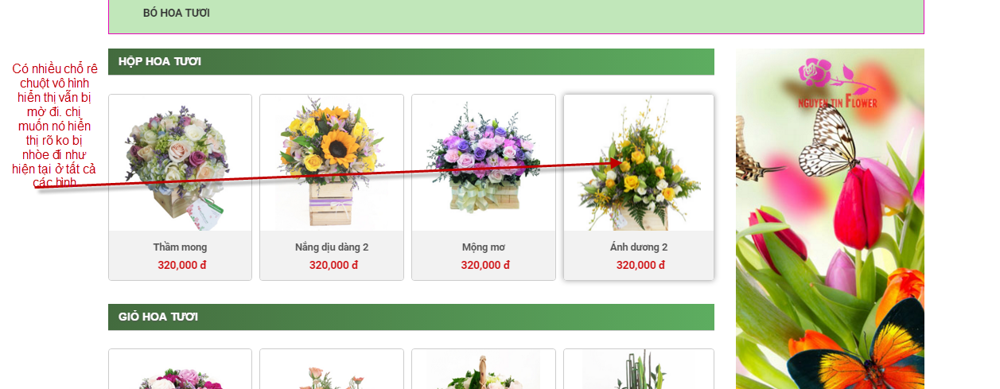 BÓ HOA TƯƠI
HỘP HOA TƯƠI
Có nhiều chổ rê
chuột vô hình
hiển thị vẫn bị
mờ đi. chị
muốn nó hiển
thị rõ ko bị
nhòe đi như
hiện tại ở tất cả
các hình
NGUYEN TIN FLOWER
Thầm mong
320,000 đ
Nắng dịu dàng 2
320,000 đ
Mộng mơ
320,000 đ
Ánh dương 2
320,000 đ
GIỎ HOA TƯƠI